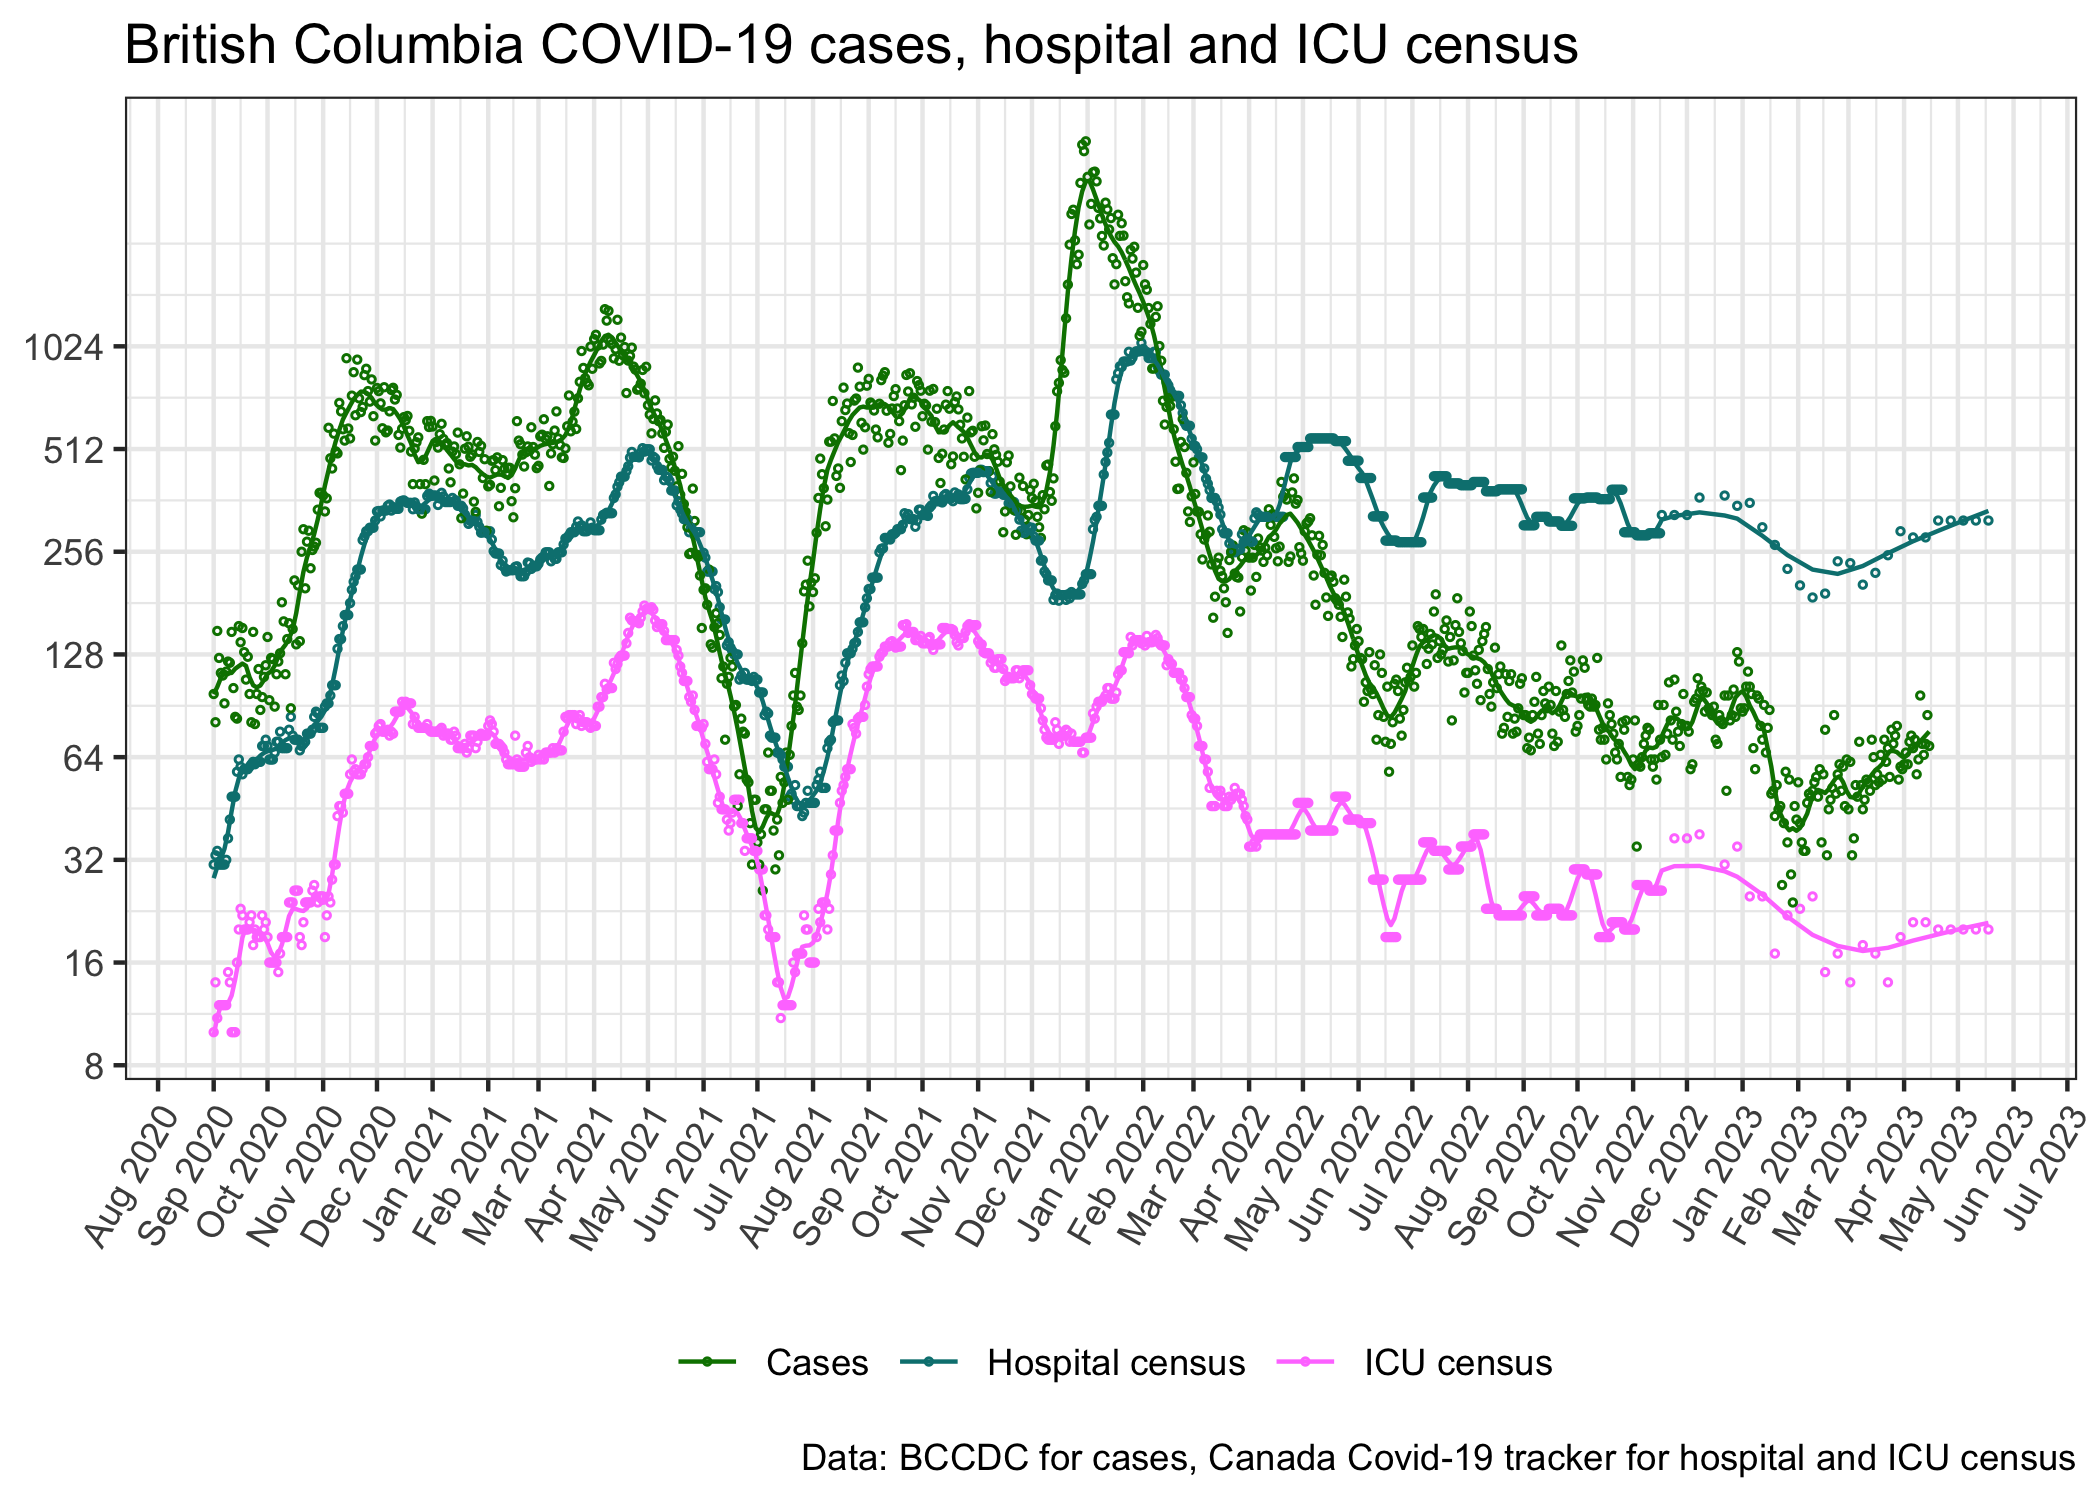 British Columbia COVID-19 cases, hospital and ICU census
1024
512
256
128
64
32
16
8
Aug 2020
Sep 2020
Oct 2020
Nov 2020
Dec 2020
Jan 2021
Feb 2021
Mar 2021
Apr 2021
May 2021
Jun 2021
Jul 2021
Aug 2021
Sep 2021
Oct 2021
Nov 2021
Dec 2021
Jan 2022
Feb 2022
Mar 2022
Apr 2022
May 2022
Jun 2022
Jul 2022
Aug 2022
Sep 2022
Oct 2022
Nov 2022
Dec 2022
Jan 2023
Feb 2023
Mar 2023
Apr 2023
May 2023
Jun 2023
Jul 2023
Cases Hospital census ICU census
Data: BCCDC for cases, Canada Covid-19 tracker for hospital and ICU census